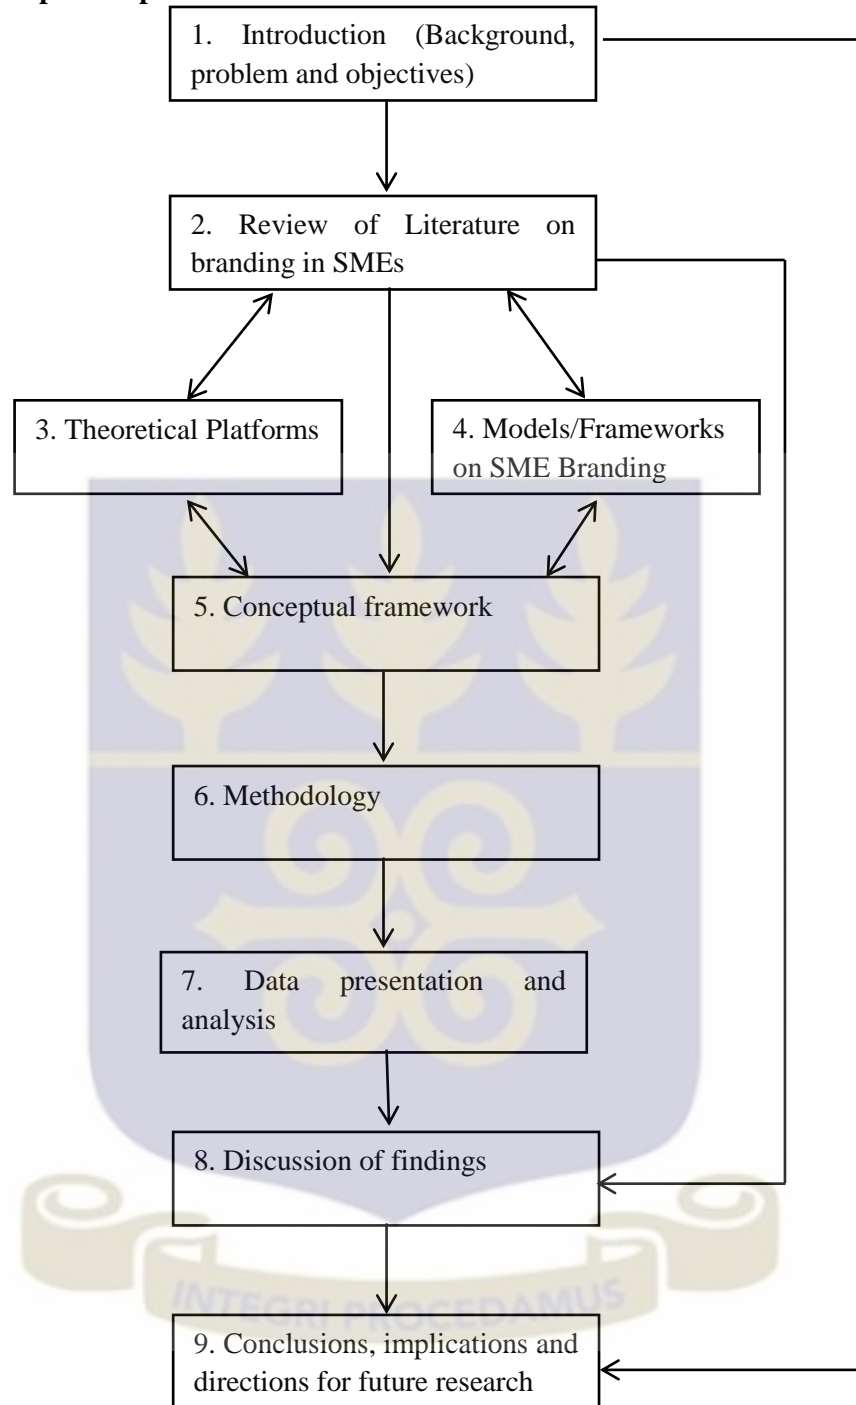 1. Introduction (Background,
problem and objectives)
2. Review of Literature on
branding in SMEs
3. Theoretical Platforms
4. Models/Frameworks
on SME Branding
5. Conceptual framework
6. Methodology
7. Data presentation and
analysis
8. Discussion of findings
INTEGRI PROCEDAMUS
9. Conclusions, implications and
directions for future research